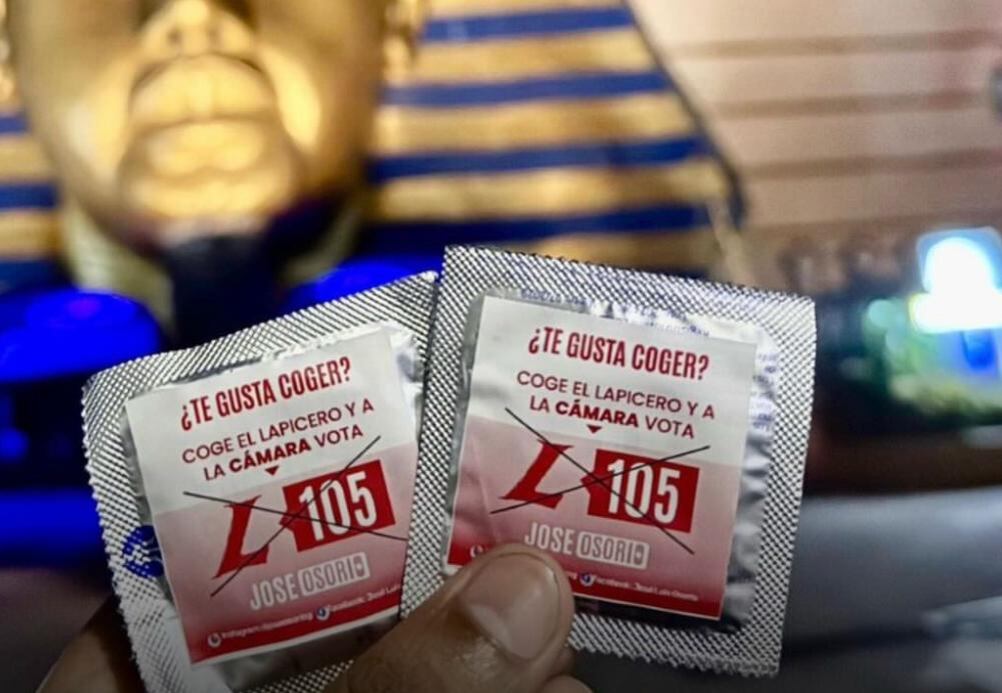 ¿TE GUSTA COGER?
COGE EL LAPICERO Y A
LA CÁMARA VOTA
L 105
JOSE OSORIO
¿TE GUSTA COGER?
COGE EL LAPICERO Y A
LA CÁMARA VOTA
L 105
JOSE OSORIO